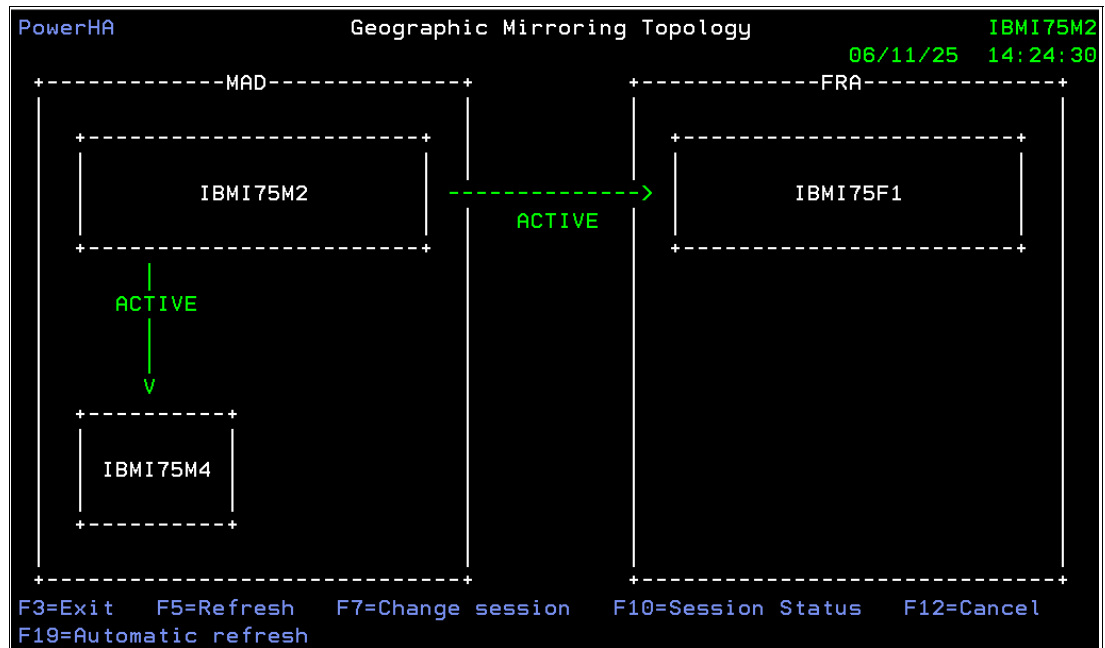 PowerHA Geographic Mirroring Topology IBMI75M2
06/11/25 14:24:30
MAD FRA
IBMI75M2 -------------> IBMI75F1
ACTIVE
ACTIVE
V
IBMI75M4
F3=Exit F5=Refresh F7=Change session F10=Session Status F12=Cancel
F19=Automatic refresh